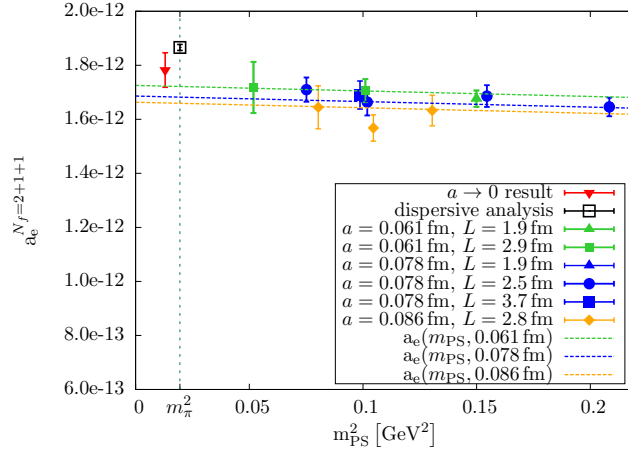 2.0e-12
1.8e-12
1.6e-12
1.4e-12
1.2e-12
1.0e-12
8.0e-13
6.0e-13
a_e^{N_f=2+1+1}
a → 0 result
dispersive analysis
a = 0.061 fm, L = 1.9 fm
a = 0.061 fm, L = 2.9 fm
a = 0.078 fm, L = 1.9 fm
a = 0.078 fm, L = 2.5 fm
a = 0.078 fm, L = 3.7 fm
a = 0.086 fm, L = 2.8 fm
a_e(m_PS, 0.061 fm)
a_e(m_PS, 0.078 fm)
a_e(m_PS, 0.086 fm)
0 m_π^2 0.05 0.1 0.15 0.2
m_PS^2 [GeV^2]